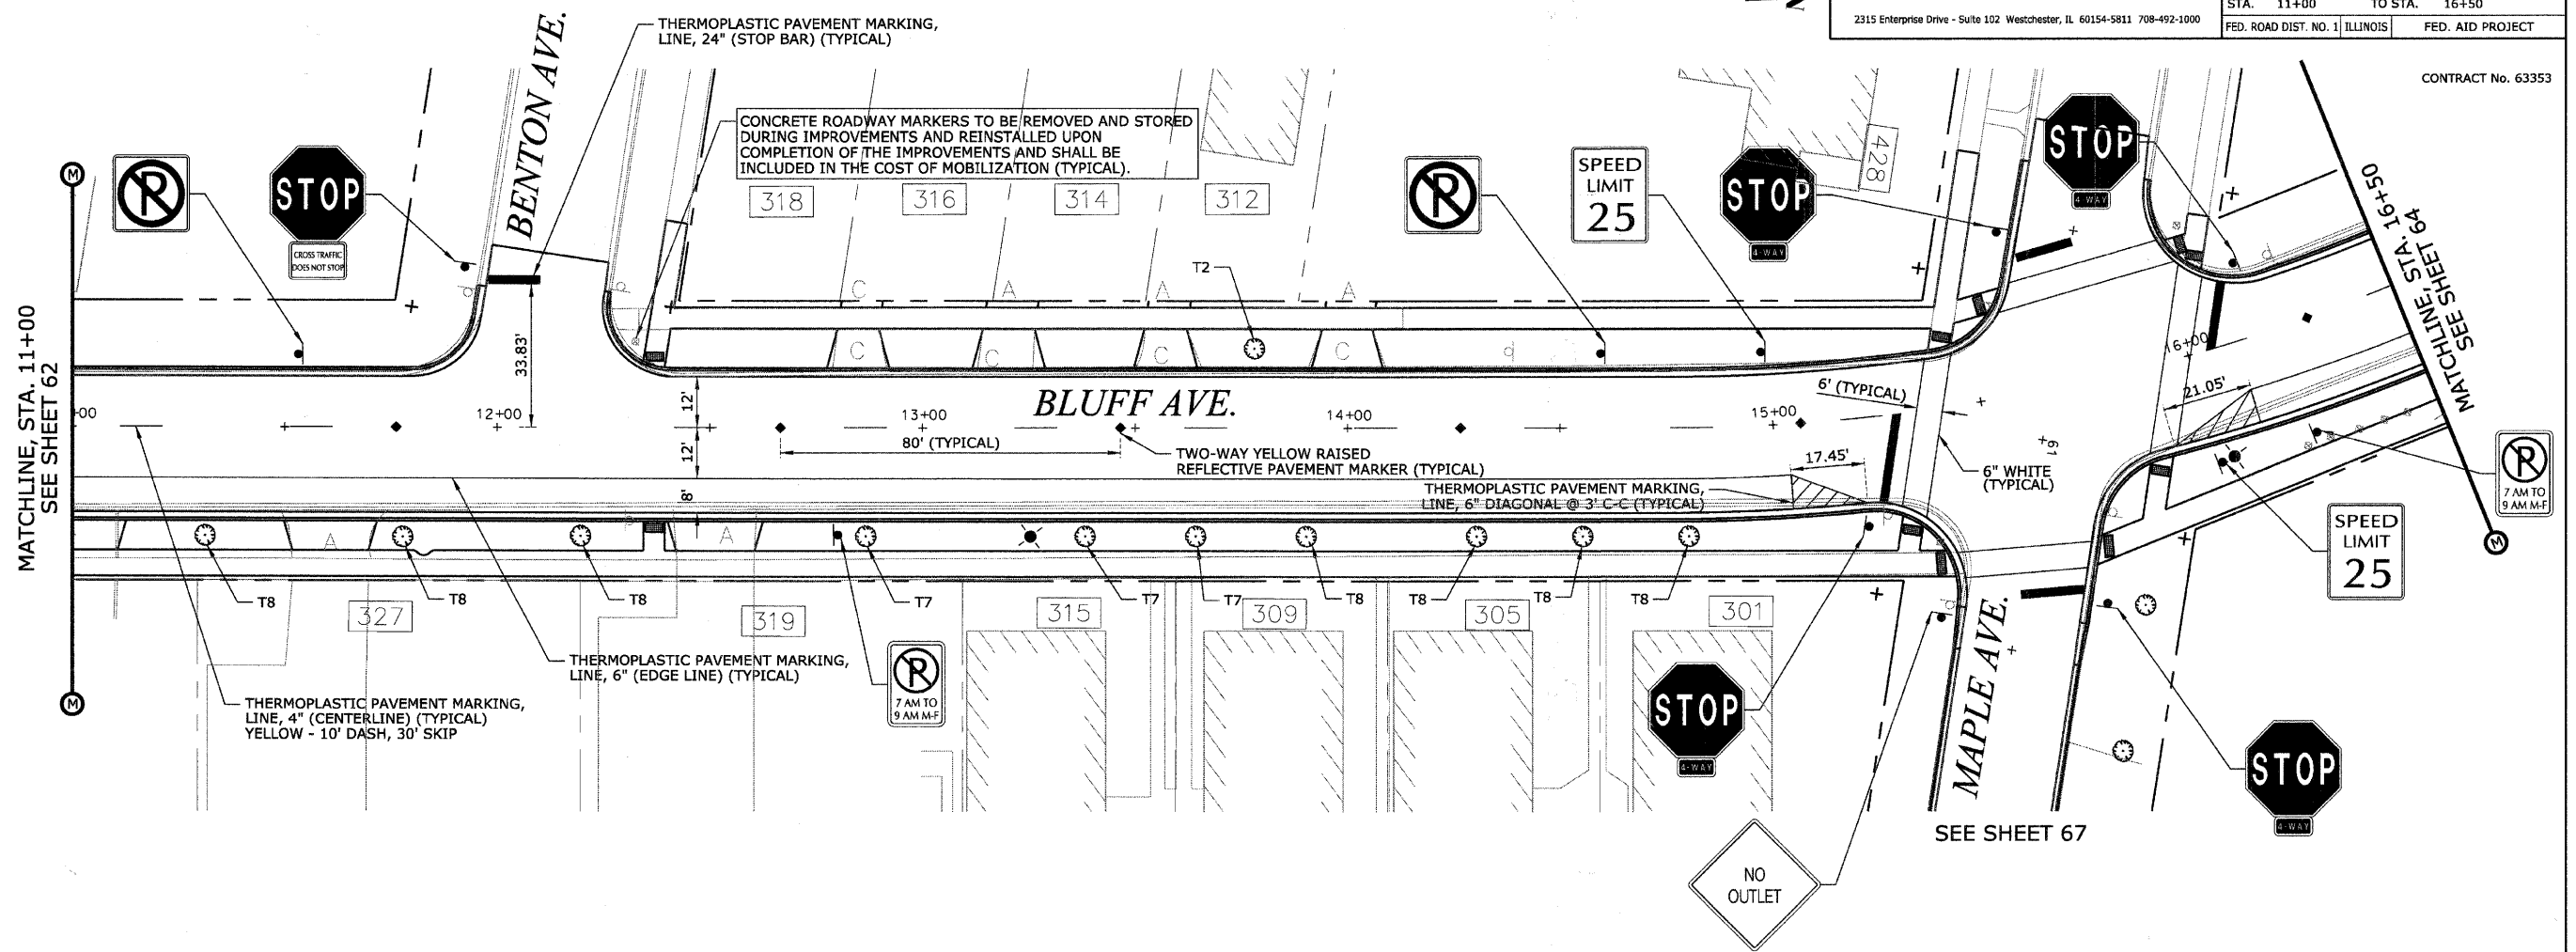 2315 Enterprise Drive - Suite 102 Westchester, IL 60154-5811 708-492-1000
STA. 11+00 TO STA. 16+50
FED. ROAD DIST. NO. 1 ILLINOIS FED. AID PROJECT
CONTRACT No. 63353
THERMOPLASTIC PAVEMENT MARKING,
LINE, 24" (STOP BAR) (TYPICAL)
BENTON AVE.
CONCRETE ROADWAY MARKERS TO BE REMOVED AND STORED
DURING IMPROVEMENTS AND REINSTALLED UPON
COMPLETION OF THE IMPROVEMENTS AND SHALL BE
INCLUDED IN THE COST OF MOBILIZATION (TYPICAL).
M
P
STOP
CROSS TRAFFIC
DOES NOT STOP
318
316
314
312
P
SPEED
LIMIT
25
STOP
4-WAY
428
STOP
4-WAY
MATCHLINE, STA. 16+50
SEE SHEET 64
T2
C
A
A
A
C
C
C
C
33.83'
MATCHLINE, STA. 11+00
SEE SHEET 62
+00
12+00
12'
12'
8'
13+00
BLUFF AVE.
14+00
15+00
16+00
80' (TYPICAL)
TWO-WAY YELLOW RAISED
REFLECTIVE PAVEMENT MARKER (TYPICAL)
6' (TYPICAL)
17.45'
21.05'
6" WHITE
(TYPICAL)
61
THERMOPLASTIC PAVEMENT MARKING,
LINE, 6" DIAGONAL @ 3' C-C (TYPICAL)
P
7 AM TO
9 AM M-F
SPEED
LIMIT
25
M
A
A
T8
T8
T8
T7
T7
T7
T8
T8
T8
T8
327
319
315
309
305
301
THERMOPLASTIC PAVEMENT MARKING,
LINE, 6" (EDGE LINE) (TYPICAL)
P
7 AM TO
9 AM M-F
M
THERMOPLASTIC PAVEMENT MARKING,
LINE, 4" (CENTERLINE) (TYPICAL)
YELLOW - 10' DASH, 30' SKIP
STOP
4-WAY
MAPLE AVE.
STOP
4-WAY
SEE SHEET 67
NO
OUTLET